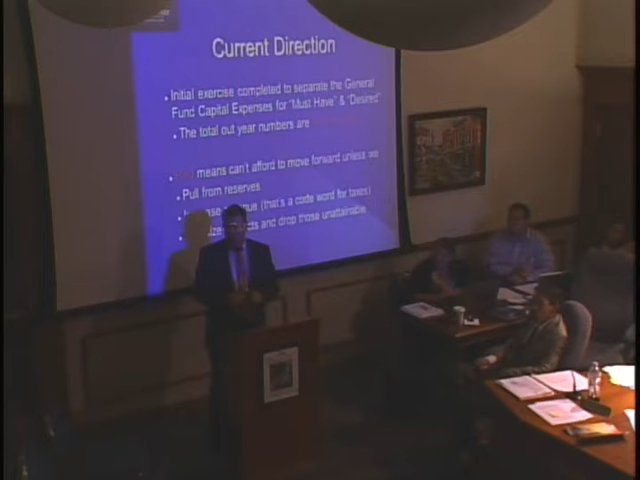 Current Direction
• Initial exercise completed to separate the General
Fund Capital Expenses for "Must Have" & "Desired"
• The total out year numbers are
• means can't afford to move forward unless we
• Pull from reserves
• (that's a code word for taxes)
• and drop those unattainable